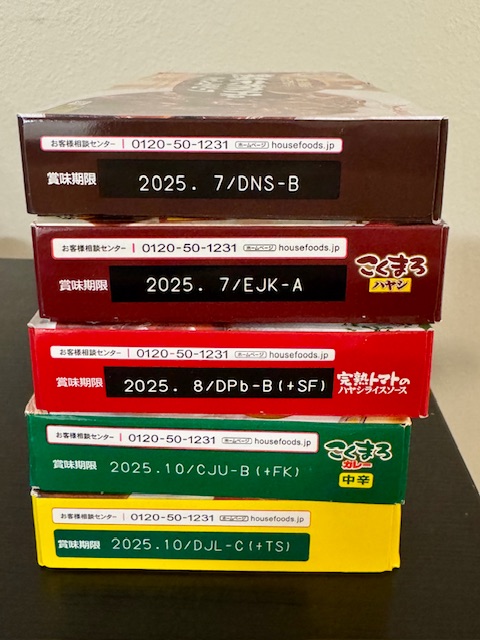 お客様相談センター 0120-50-1231 ホームページ housefoods.jp
賞味期限 2025. 7/DNS-B
お客様相談センター 0120-50-1231 ホームページ housefoods.jp
賞味期限 2025. 7/EJK-A
こくまろ
ハヤシ
お客様相談センター 0120-50-1231 ホームページ housefoods.jp
賞味期限 2025. 8/DPb-B(+SF)
完熟トマトの
ハヤシライスソース
お客様相談センター 0120-50-1231 ホームページ housefoods.jp
賞味期限 2025.10/CJU-B(+FK)
こくまろ
カレー
中辛
お客様相談センター 0120-50-1231 ホームページ housefoods.jp
賞味期限 2025.10/DJL-C(+TS)